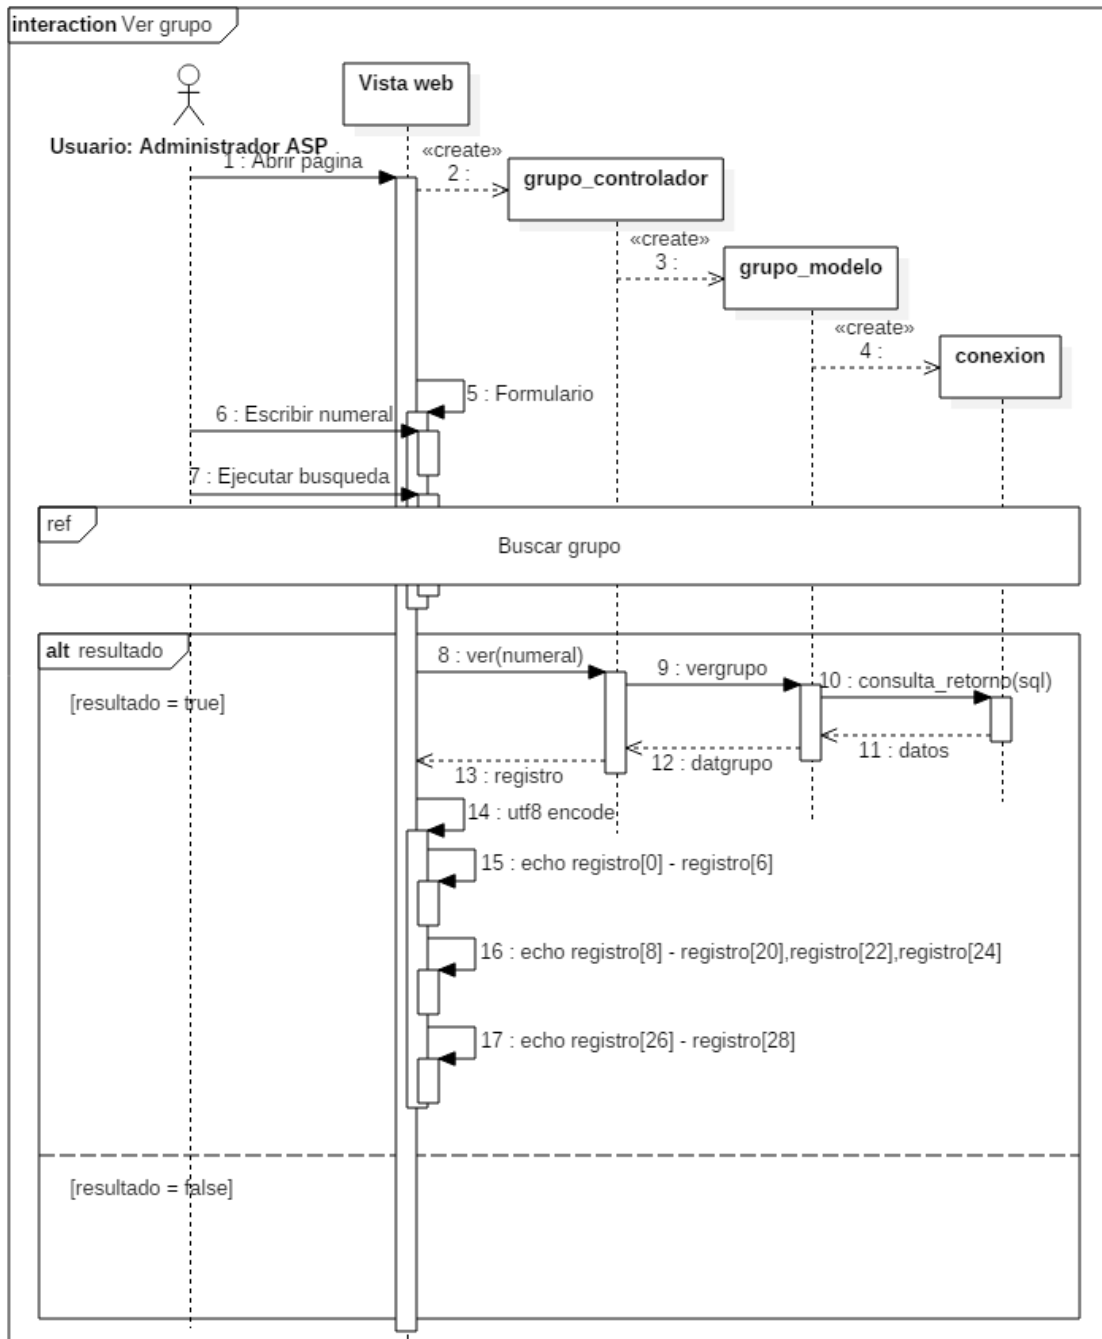 interaction Ver grupo
Vista web
Usuario: Administrador ASP
1 : Abrir página
«create»
2 :
grupo_controlador
«create»
3 :
grupo_modelo
«create»
4 :
conexion
5 : Formulario
6 : Escribir numeral
7 : Ejecutar busqueda
ref
Buscar grupo
alt resultado
[resultado = true]
8 : ver(numeral)
9 : vergrupo
10 : consulta_retorno(sql)
11 : datos
12 : datgrupo
13 : registro
14 : utf8 encode
15 : echo registro[0] - registro[6]
16 : echo registro[8] - registro[20],registro[22],registro[24]
17 : echo registro[26] - registro[28]
[resultado = false]